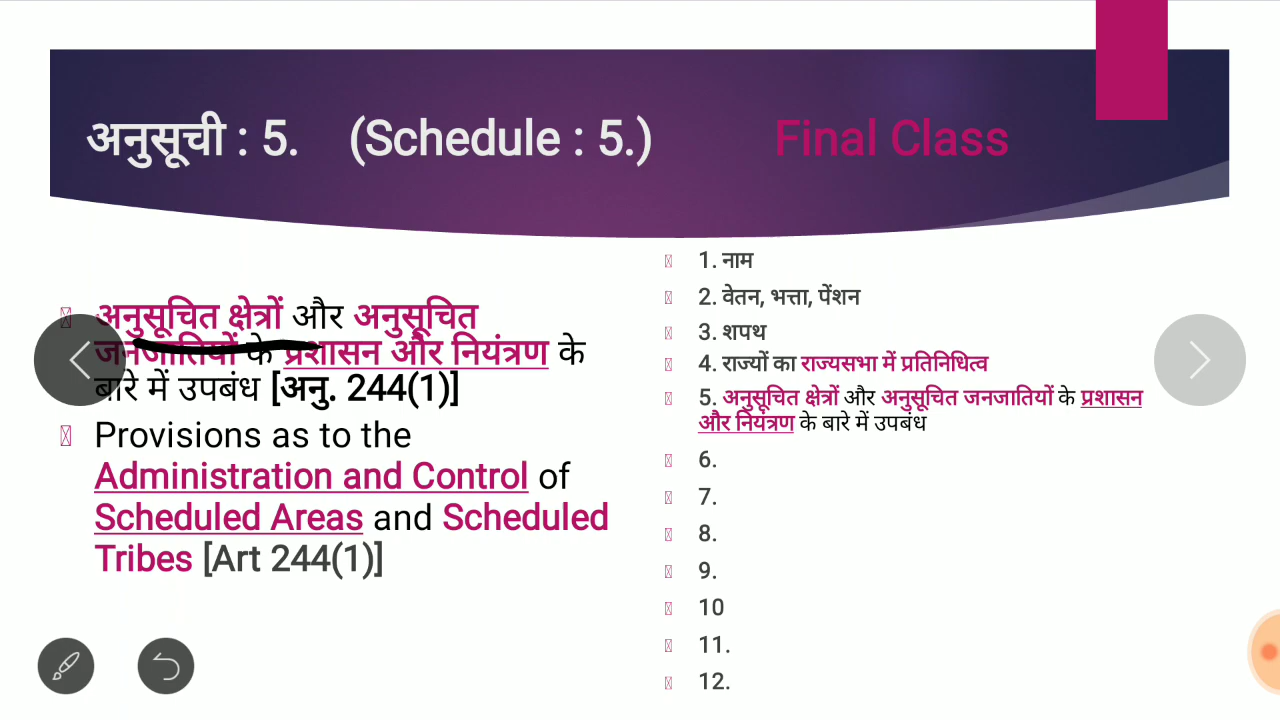 अनुसूची : 5. (Schedule : 5.) Final Class
अनुसूचित क्षेत्रों और अनुसूचित
जनजातियों के प्रशासन और नियंत्रण के
बारे में उपबंध [अनु. 244(1)]
Provisions as to the
Administration and Control of
Scheduled Areas and Scheduled
Tribes [Art 244(1)]
1. नाम
2. वेतन, भत्ता, पेंशन
3. शपथ
4. राज्यों का राज्यसभा में प्रतिनिधित्व
5. अनुसूचित क्षेत्रों और अनुसूचित जनजातियों के प्रशासन
और नियंत्रण के बारे में उपबंध
6.
7.
8.
9.
10
11.
12.